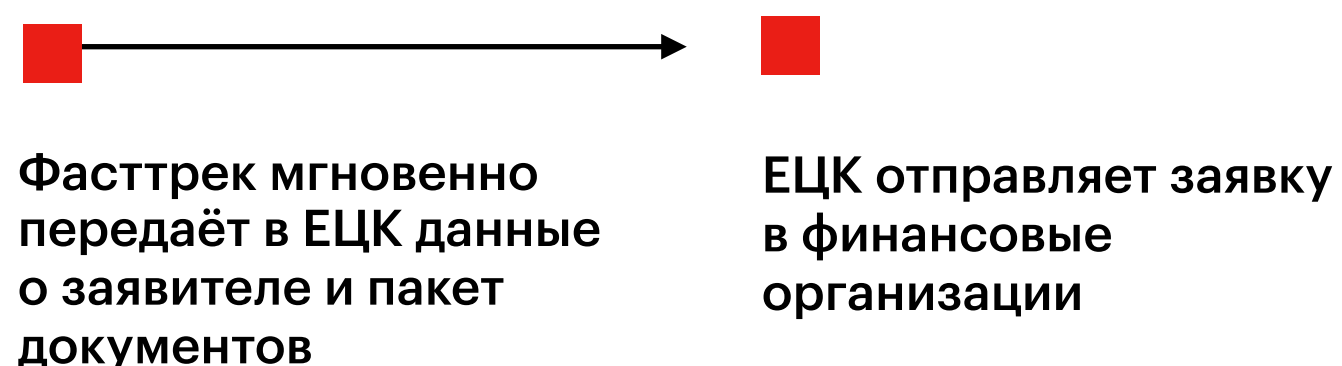 Фасттрек мгновенно
передаёт в ЕЦК данные
о заявителе и пакет
документов
ЕЦК отправляет заявку
в финансовые
организации